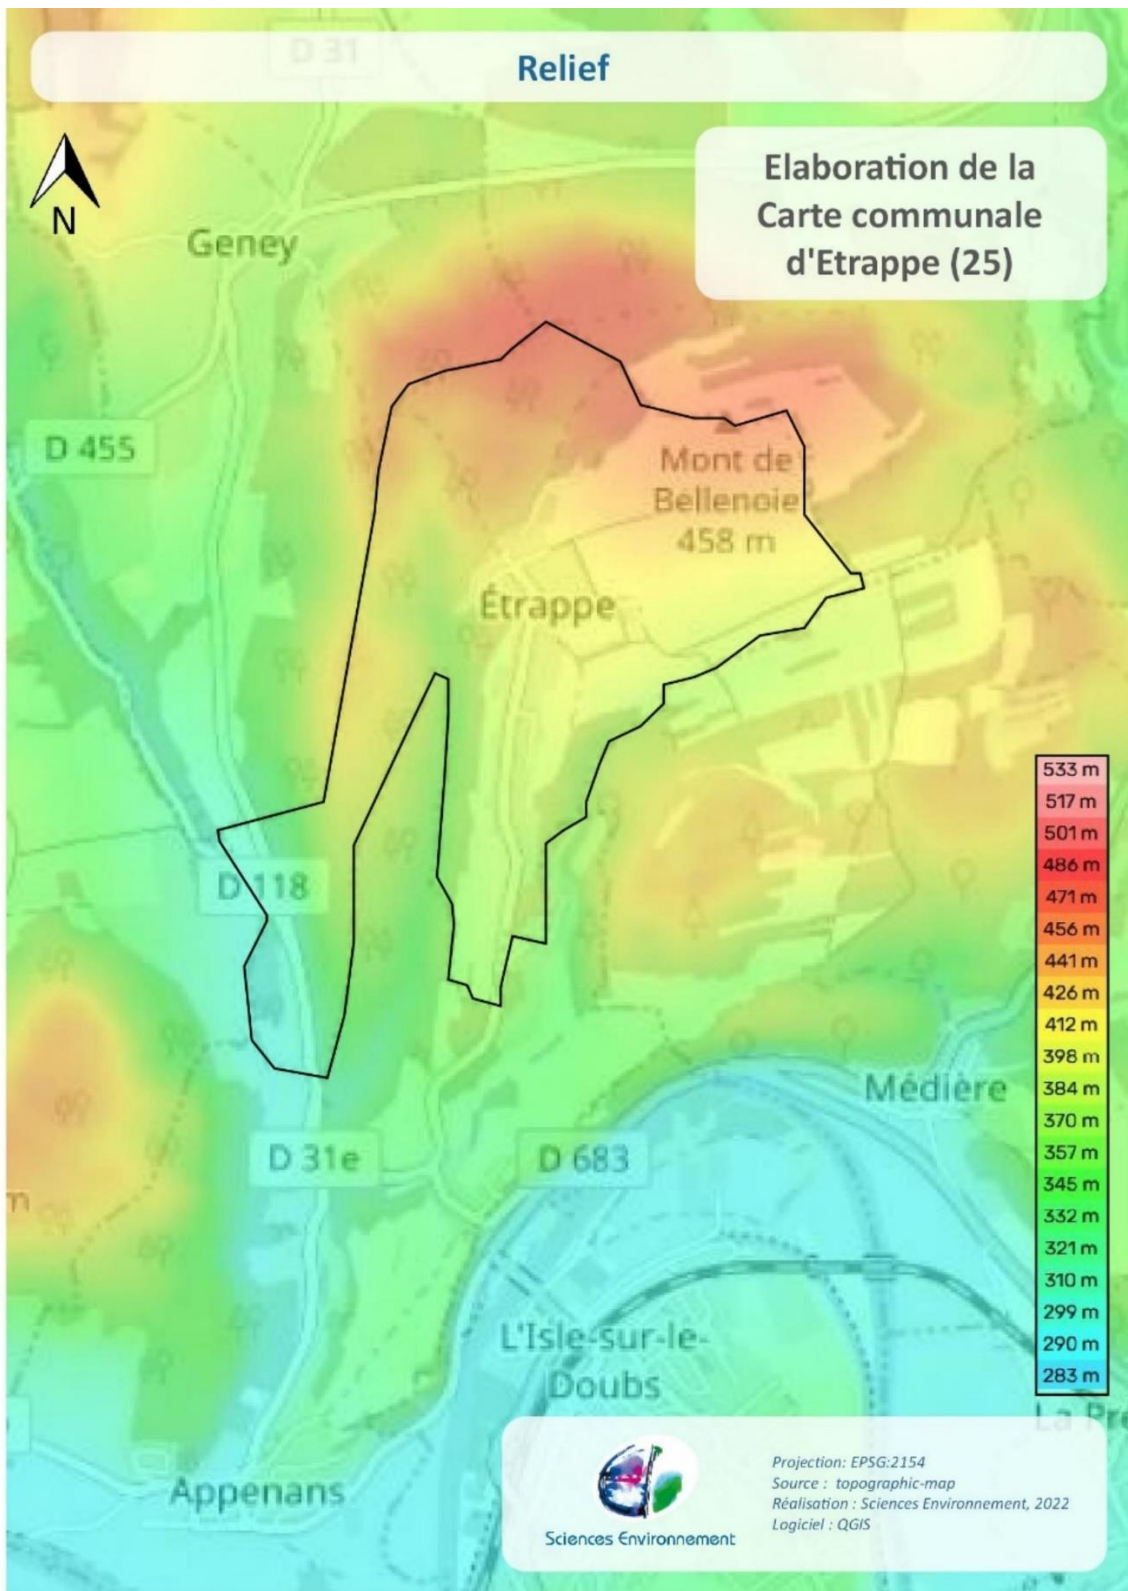 D 31
Relief
Elaboration de la
Carte communale
d'Etrappe (25)
N
Geney
D 455
Mont de
Bellenoie
458 m
Étrappe
533 m
517 m
501 m
486 m
471 m
456 m
441 m
426 m
412 m
398 m
384 m
370 m
357 m
345 m
332 m
321 m
310 m
299 m
290 m
283 m
D 118
Médière
D 31e
D 683
m
L'Isle-sur-le-
Doubs
La Pré
Appenans
Sciences Environnement
Projection: EPSG:2154
Source : topographic-map
Réalisation : Sciences Environnement, 2022
Logiciel : QGIS